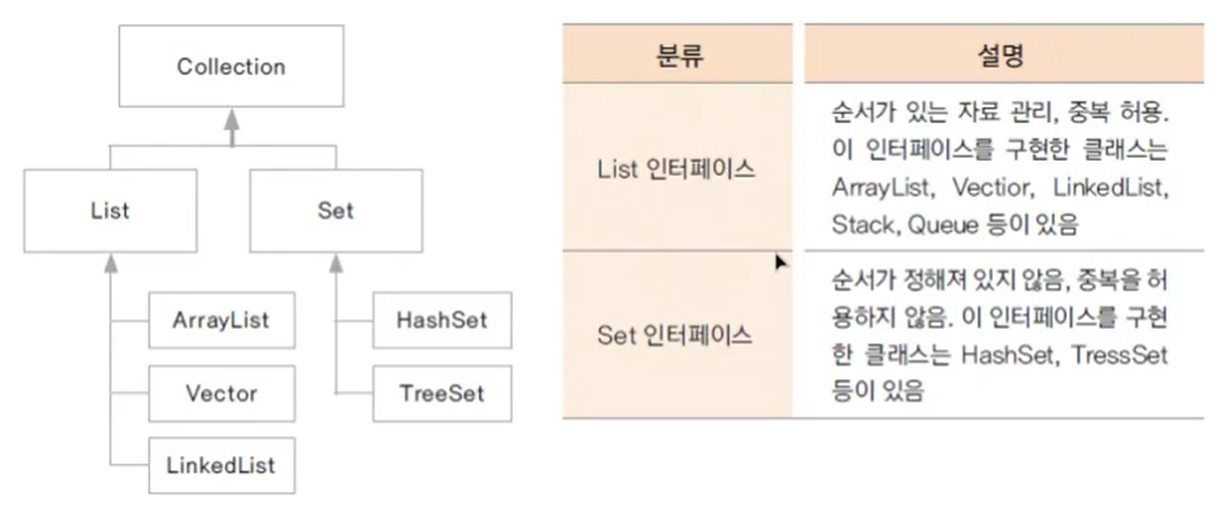 Collection
List
Set
ArrayList
HashSet
Vector
TreeSet
LinkedList
분류
설명
List 인터페이스
순서가 있는 자료 관리, 중복 허용.
이 인터페이스를 구현한 클래스는
ArrayList, Vectior, LinkedList,
Stack, Queue 등이 있음
Set 인터페이스
순서가 정해져 있지 않음, 중복을 허
용하지 않음. 이 인터페이스를 구현
한 클래스는 HashSet, TressSet
등이 있음